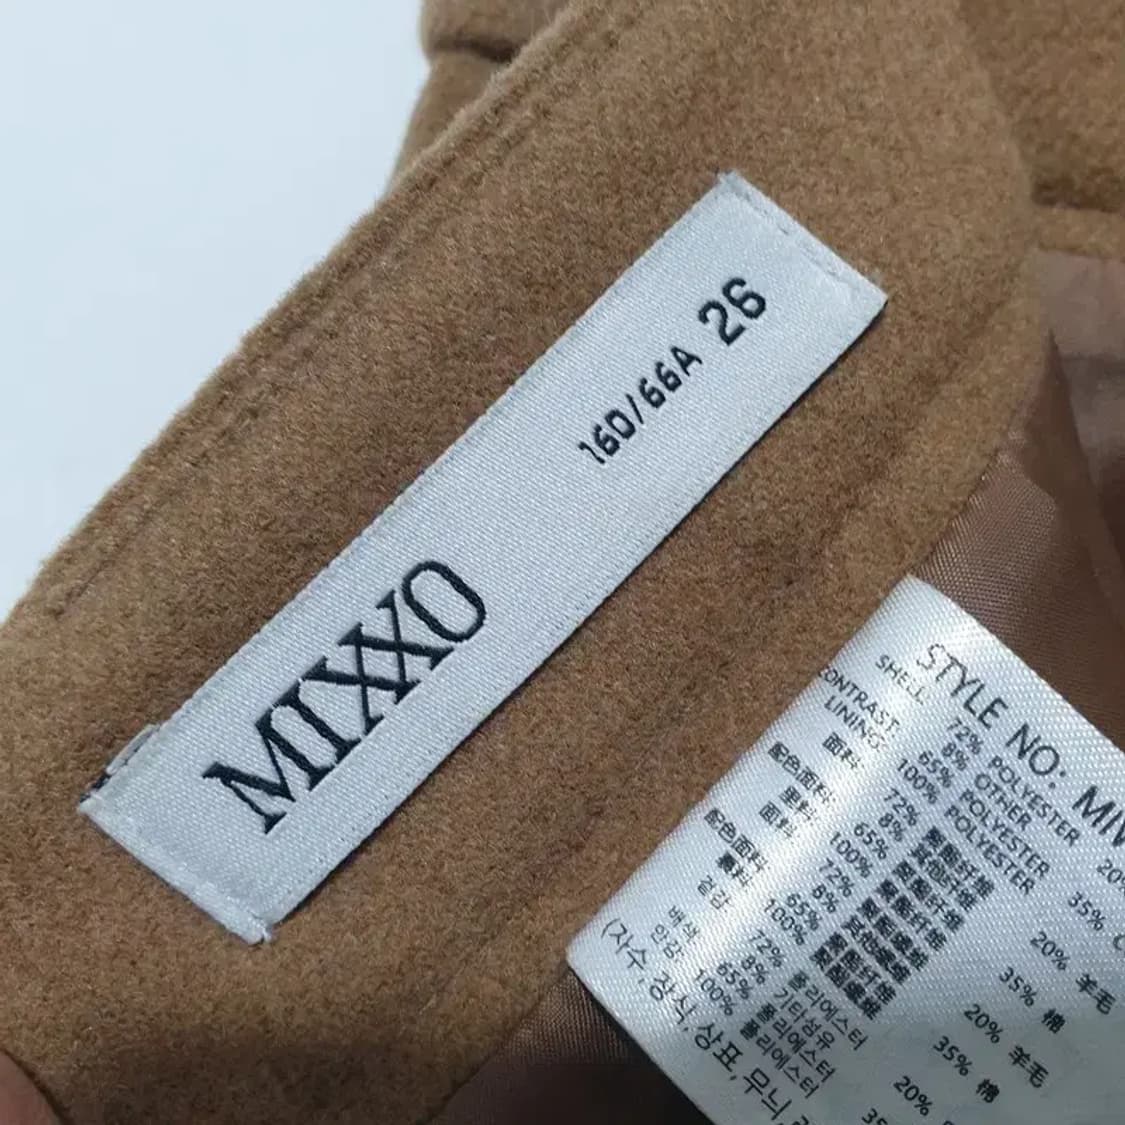 MIXXO
160/66A 26
STYLE NO: MIW
SHELL: 72% POLYESTER 20%
8% OTHER
CONTRAST: 65% POLYESTER 35% C
LINING: 100% POLYESTER
面料: 72% 聚酯纤维 20% 羊毛
8% 其他纤维
配色面料: 65% 聚酯纤维 35% 棉
里料: 100% 聚酯纤维
面料: 72% 聚酯纖維 20% 羊毛
8% 其他纖維
配色面料: 65% 聚酯纖維 35% 棉
裏料: 100% 聚酯纖維
겉감 72% 폴리에스터 20%
8% 기타섬유
배색 65% 폴리에스터 35
안감 100% 폴리에스터
(자수,장식,상표,무늬,